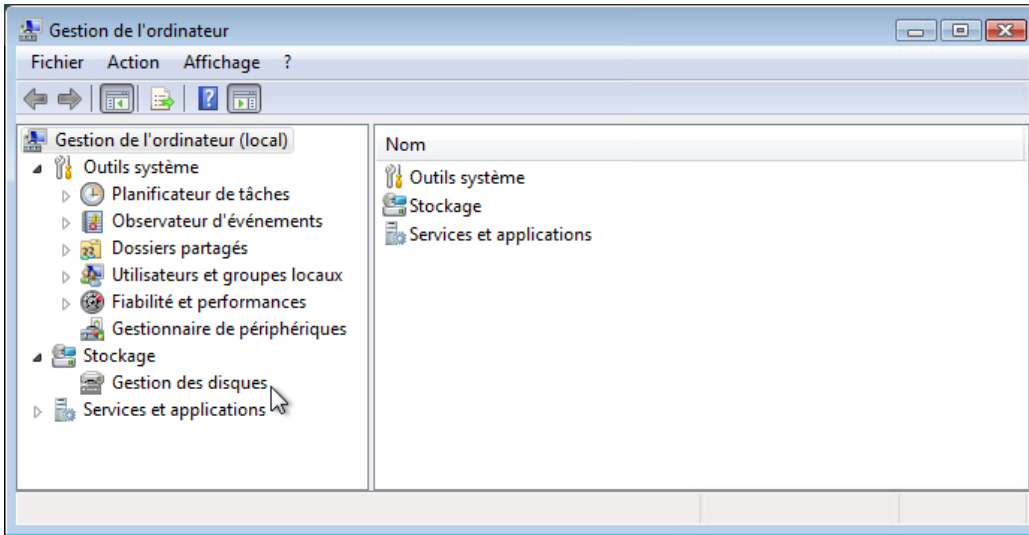 Gestion de l'ordinateur
Fichier Action Affichage ?
Gestion de l'ordinateur (local)
Outils système
Planificateur de tâches
Observateur d'événements
Dossiers partagés
Utilisateurs et groupes locaux
Fiabilité et performances
Gestionnaire de périphériques
Stockage
Gestion des disques
Services et applications
Nom
Outils système
Stockage
Services et applications